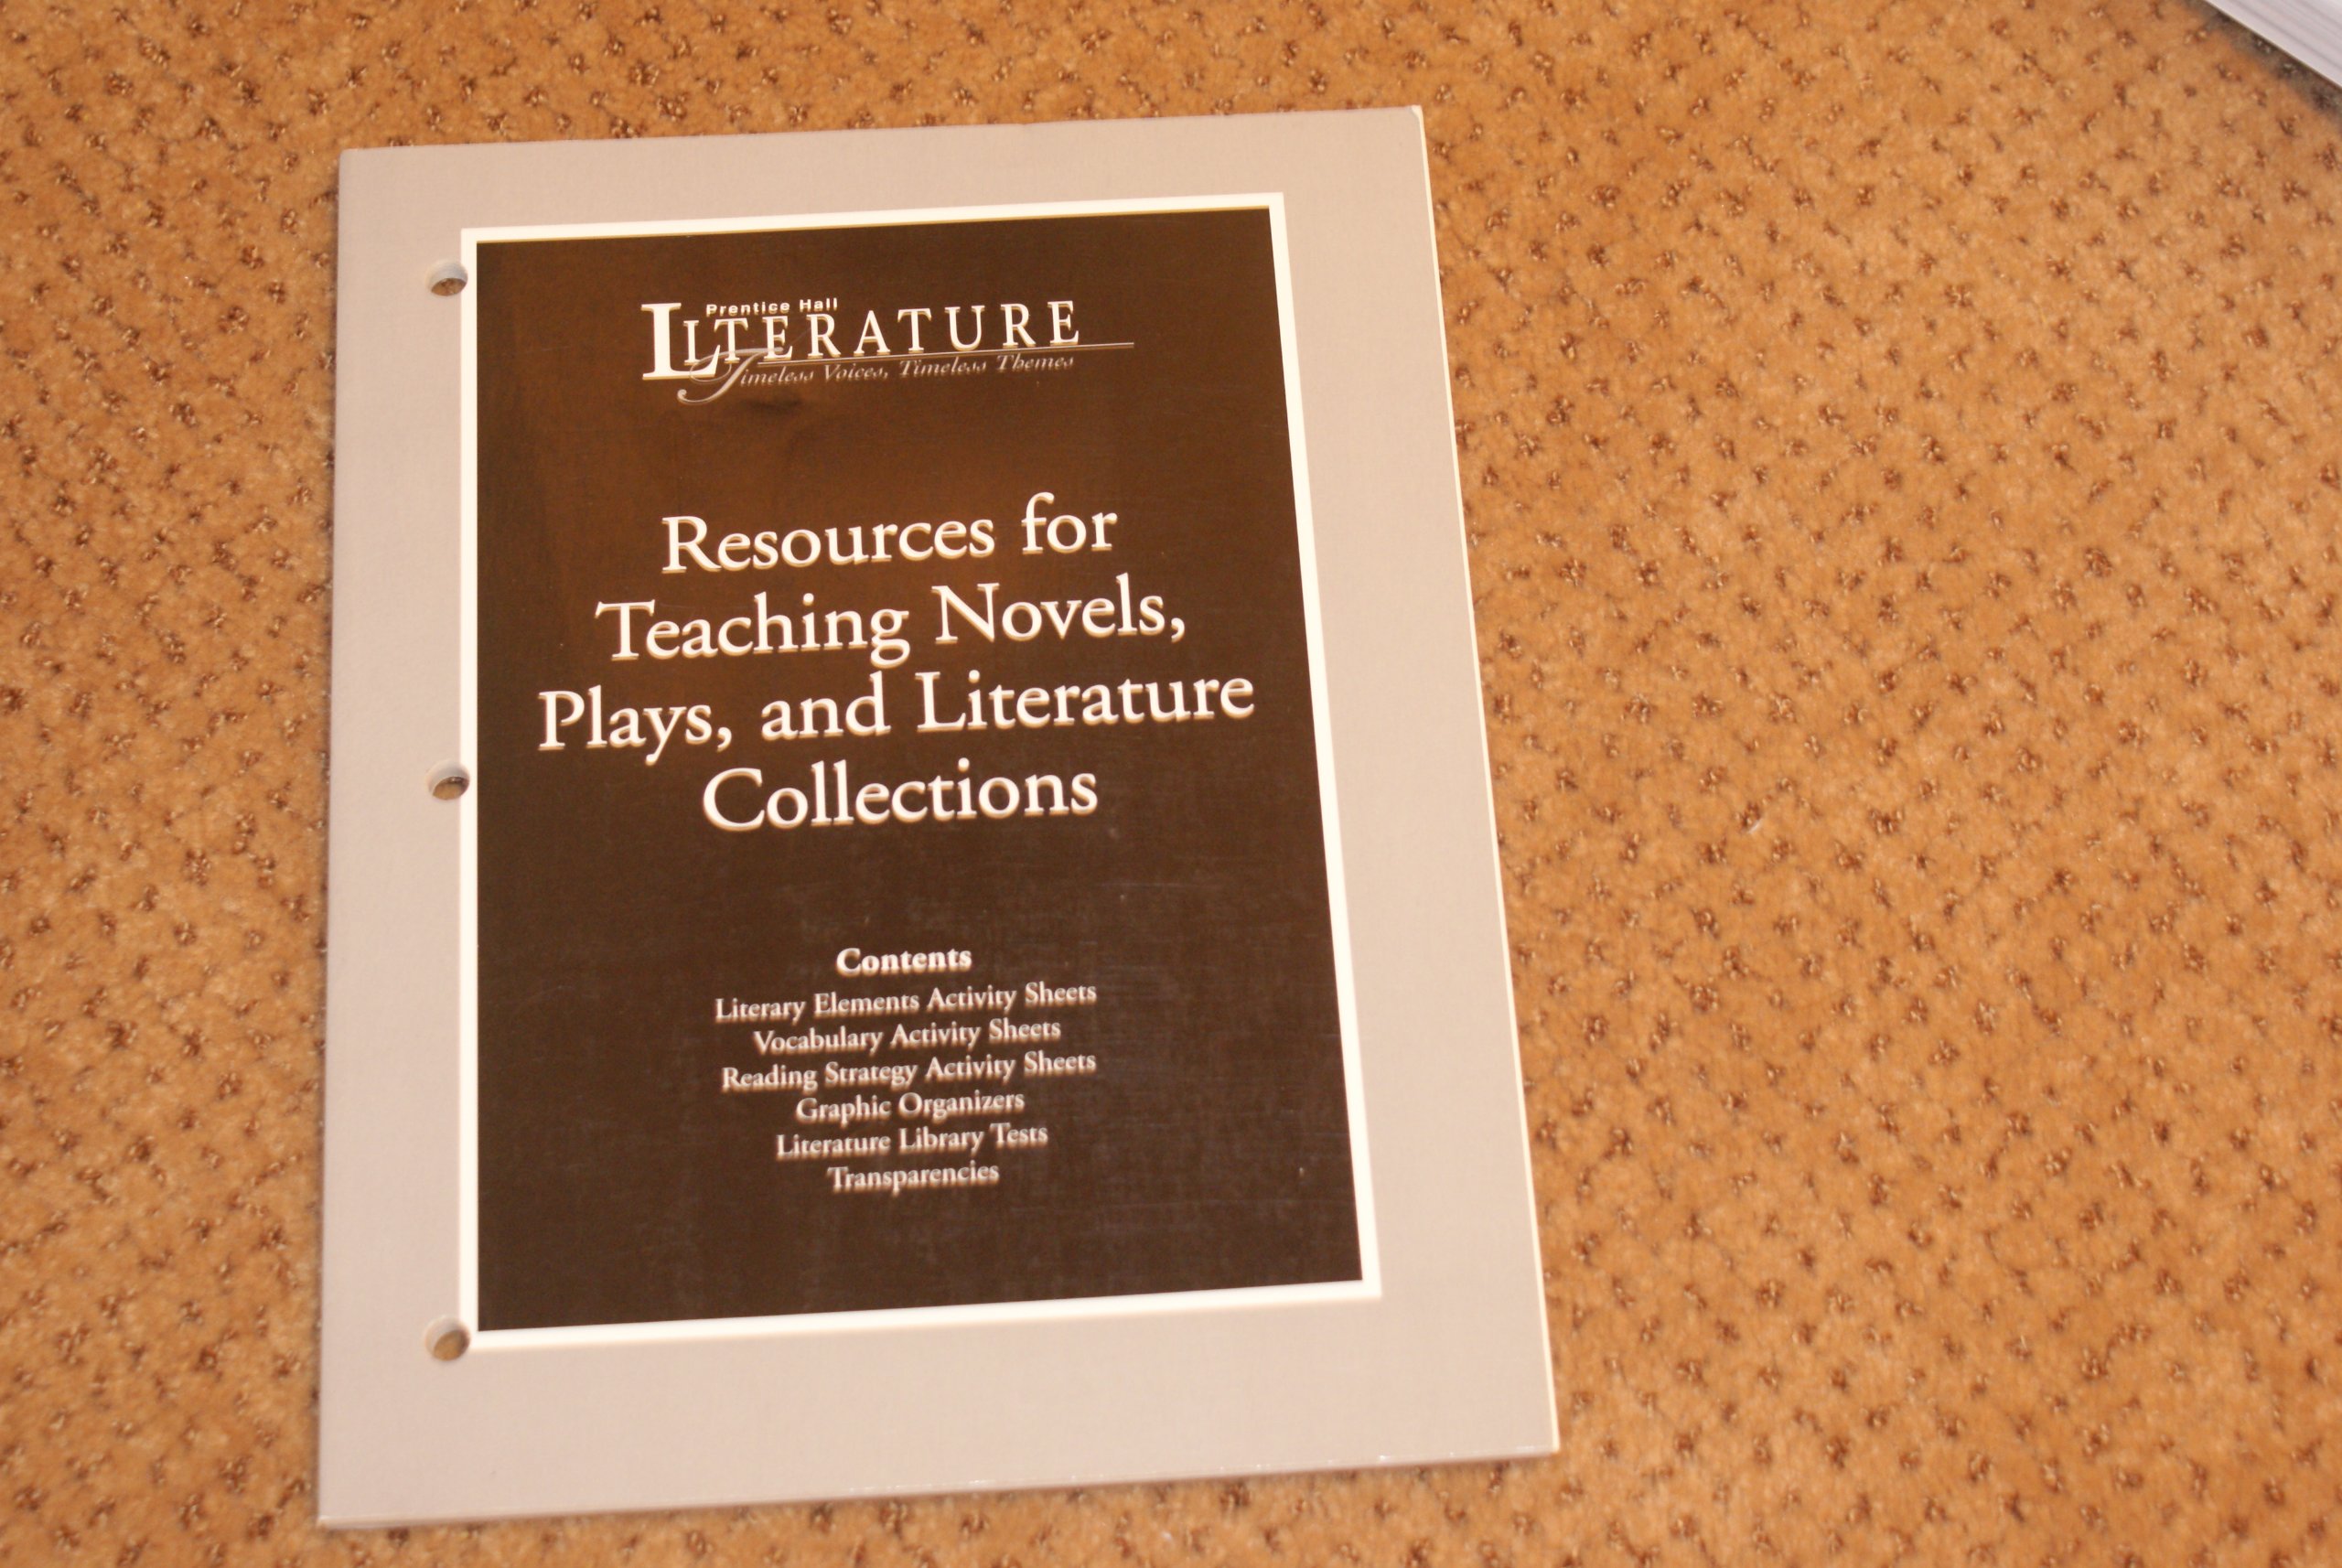 Prentice Hall
LITERATURE
Timeless Voices, Timeless Themes
Resources for
Teaching Novels,
Plays, and Literature
Collections
Contents
Literary Elements Activity Sheets
Vocabulary Activity Sheets
Reading Strategy Activity Sheets
Graphic Organizers
Literature Library Tests
Transparencies